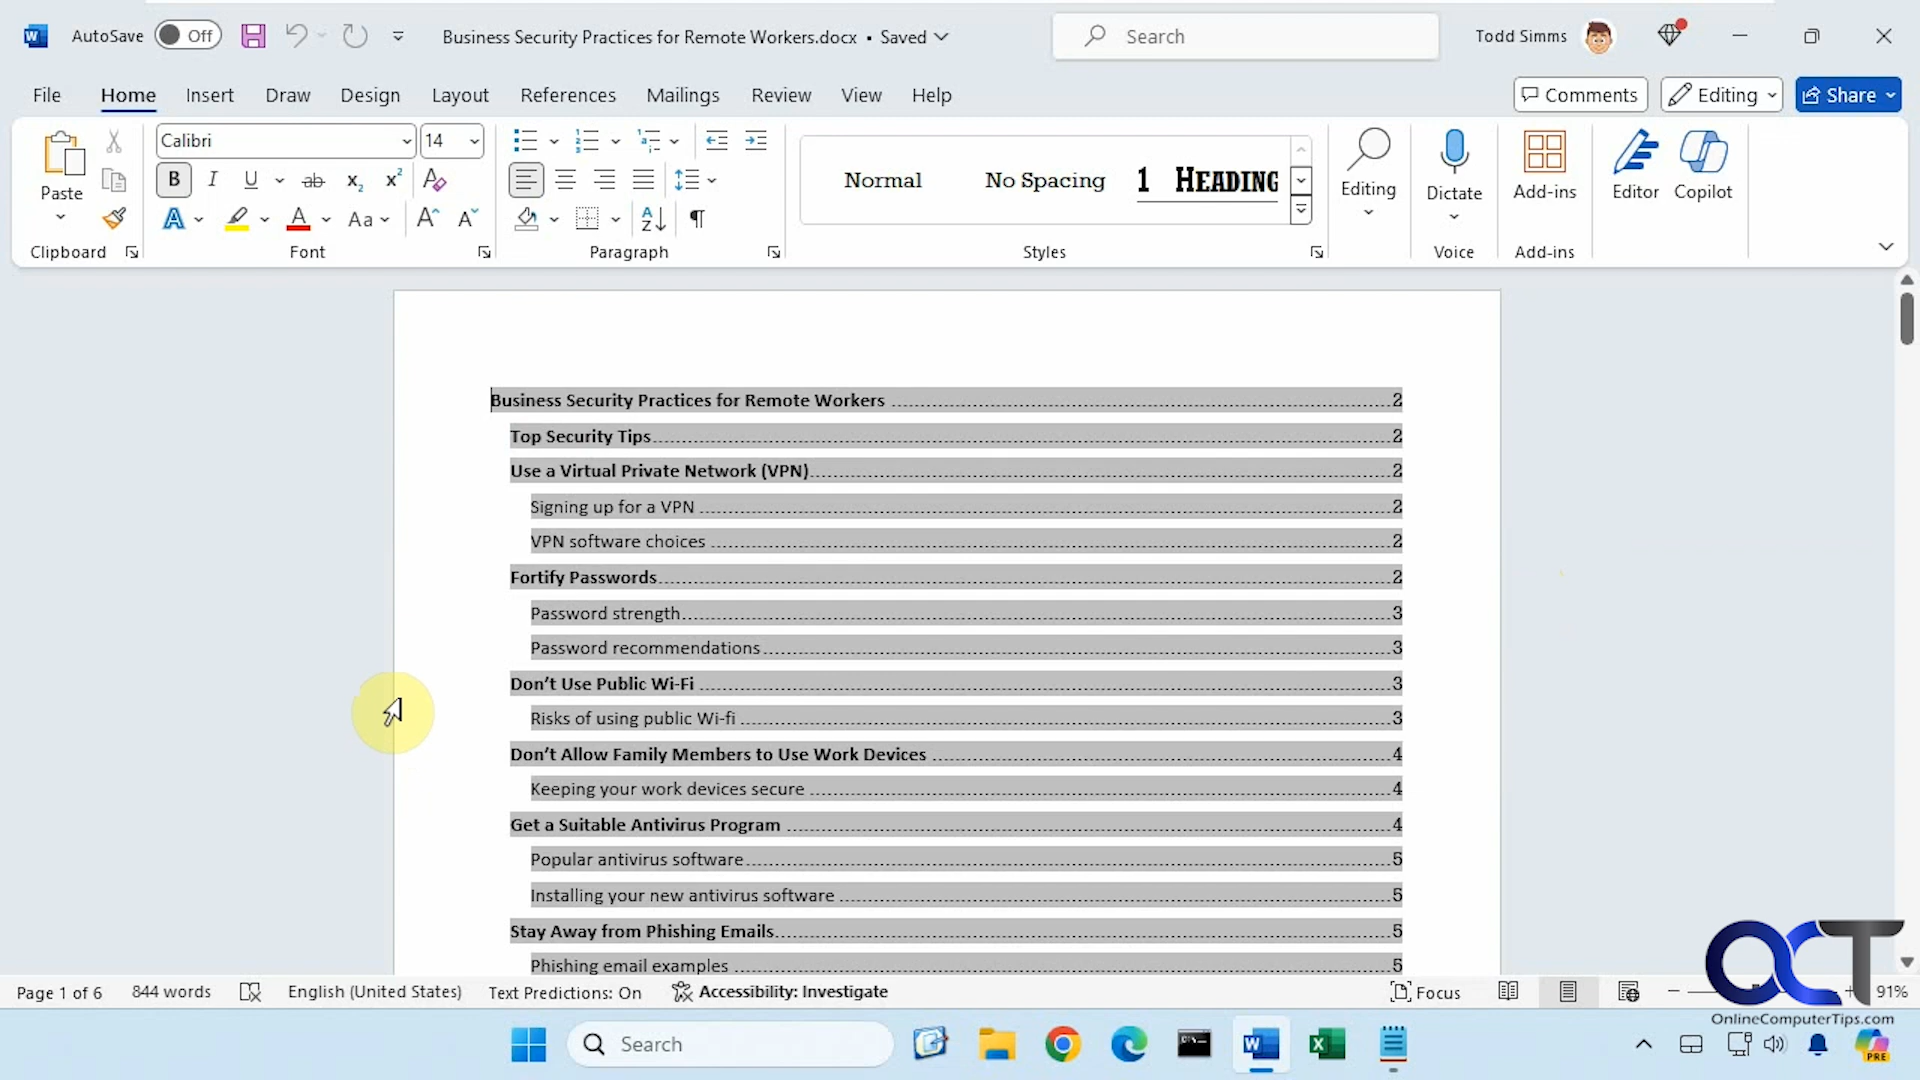 AutoSave Off Business Security Practices for Remote Workers.docx • Saved Search Todd Simms
File Home Insert Draw Design Layout References Mailings Review View Help Comments Editing Share
Calibri 14
Paste
Normal No Spacing 1 HEADING
Editing Dictate Add-ins Editor Copilot
Clipboard Font Paragraph Styles Voice Add-ins
Business Security Practices for Remote Workers 2
Top Security Tips 2
Use a Virtual Private Network (VPN) 2
Signing up for a VPN 2
VPN software choices 2
Fortify Passwords 2
Password strength 3
Password recommendations 3
Don’t Use Public Wi-Fi 3
Risks of using public Wi-fi 3
Don’t Allow Family Members to Use Work Devices 4
Keeping your work devices secure 4
Get a Suitable Antivirus Program 4
Popular antivirus software 5
Installing your new antivirus software 5
Stay Away from Phishing Emails 5
Phishing email examples 5
Page 1 of 6 844 words English (United States) Text Predictions: On Accessibility: Investigate Focus 91%
OCT
OnlineComputerTips.com
Search
PRE